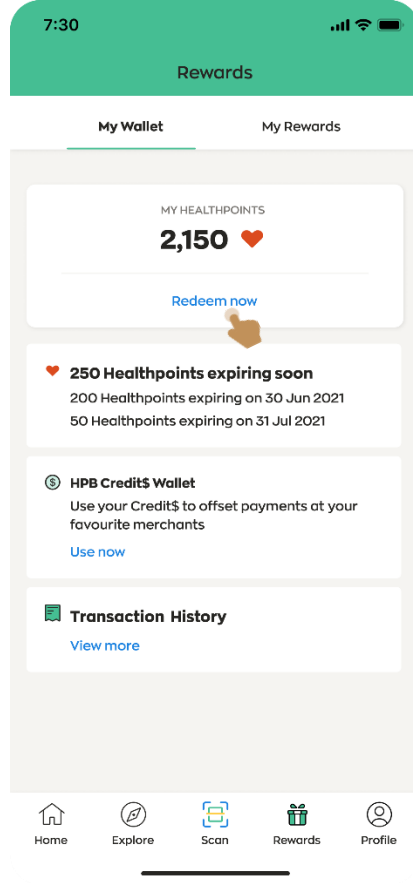 7:30
Rewards
My Wallet
My Rewards
MY HEALTHPOINTS
2,150
Redeem now
250 Healthpoints expiring soon
200 Healthpoints expiring on 30 Jun 2021
50 Healthpoints expiring on 31 Jul 2021
HPB Credit$ Wallet
Use your Credit$ to offset payments at your
favourite merchants
Use now
Transaction History
View more
Home
Explore
Scan
Rewards
Profile